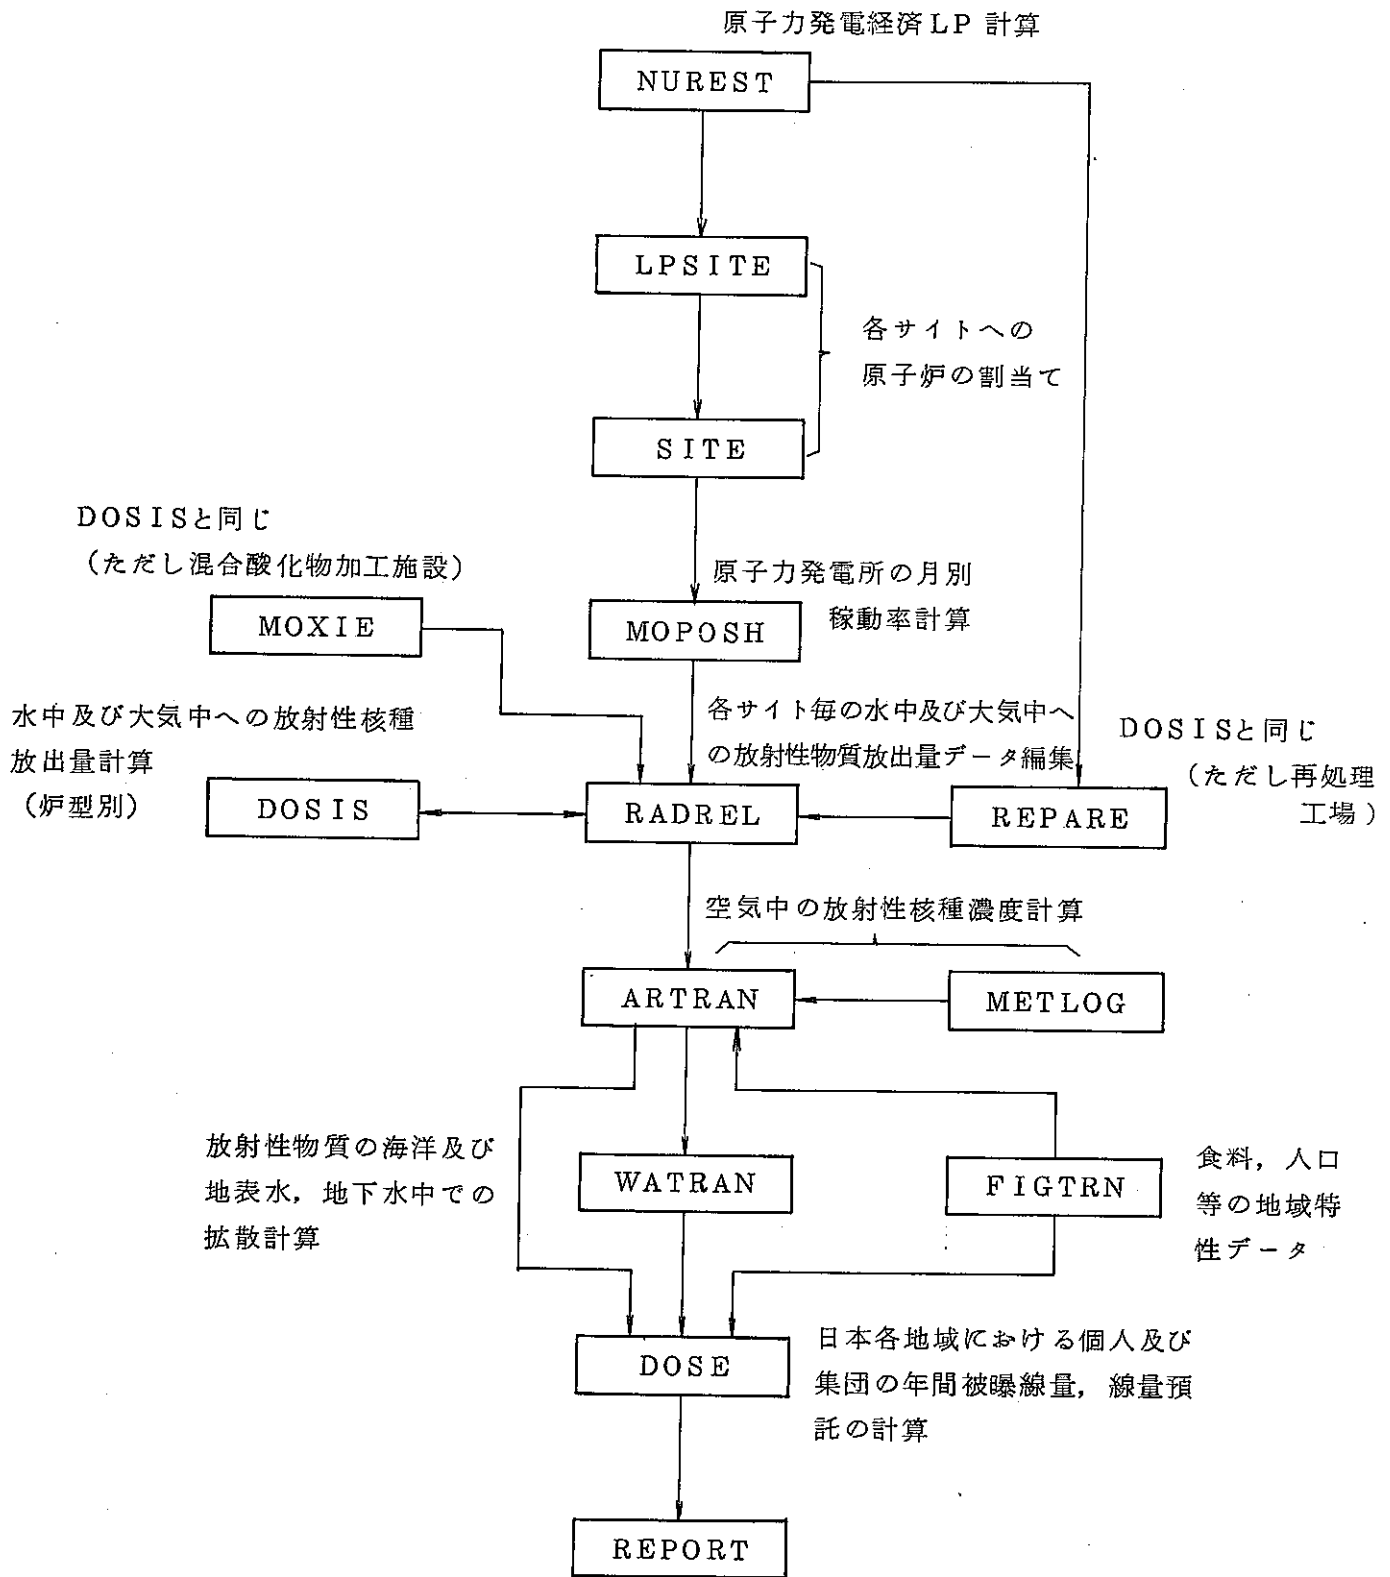 原子力発電経済LP計算
NUREST
LPSITE
各サイトへの
原子炉の割当て
SITE
DOSISと同じ
（ただし混合酸化物加工施設）
MOXIE
原子力発電所の月別
稼動率計算
MOPOSH
水中及び大気中への放射性核種
放出量計算
（炉型別）
DOSIS
各サイト毎の水中及び大気中へ
の放射性物質放出量データ編集
RADREL
DOSISと同じ
（ただし再処理
工場）
REPARE
空気中の放射性核種濃度計算
ARTRAN
METLOG
放射性物質の海洋及び
地表水，地下水中での
拡散計算
WATRAN
FIGTRN
食料，人口
等の地域特
性データ
DOSE
日本各地域における個人及び
集団の年間被曝線量，線量預
託の計算
REPORT